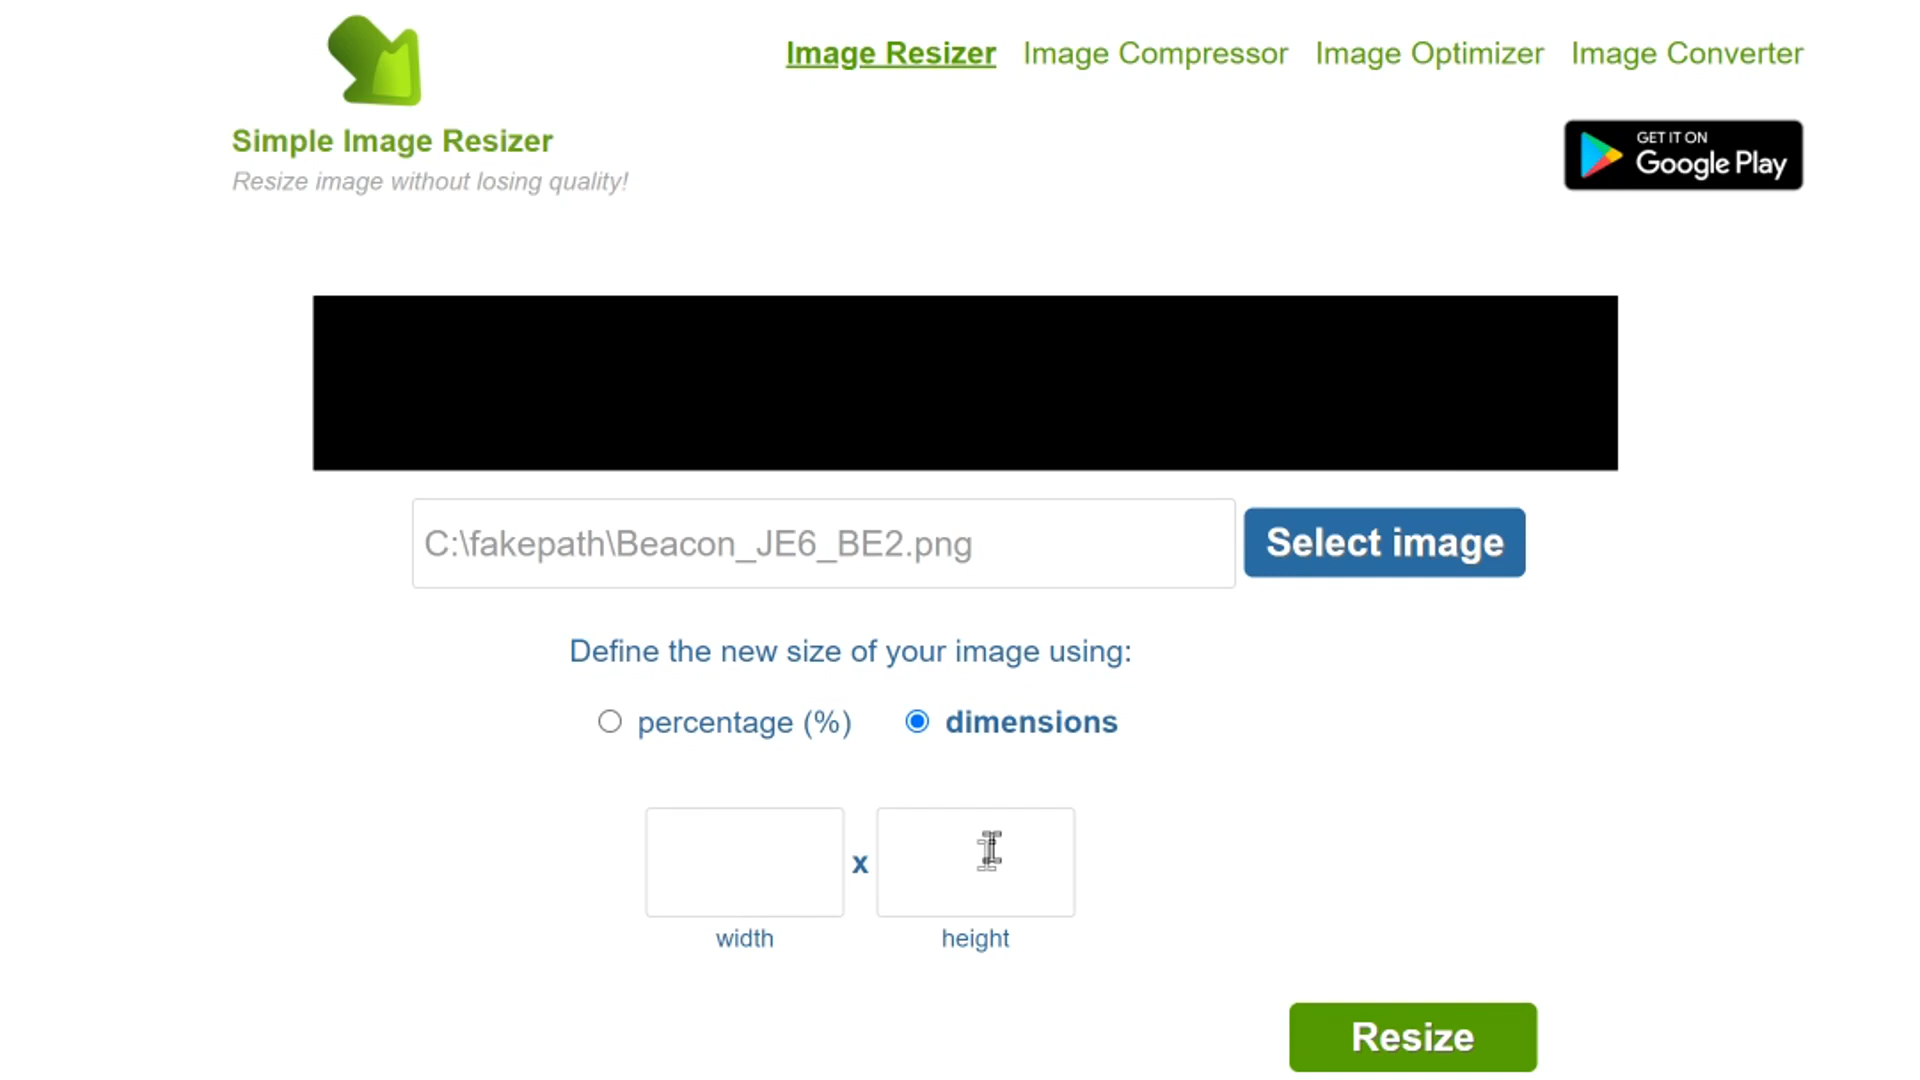 Image Resizer Image Compressor Image Optimizer Image Converter
Simple Image Resizer
Resize image without losing quality!
GET IT ON
Google Play
C:\fakepath\Beacon_JE6_BE2.png Select image
Define the new size of your image using:
percentage (%) dimensions
x
width height
Resize